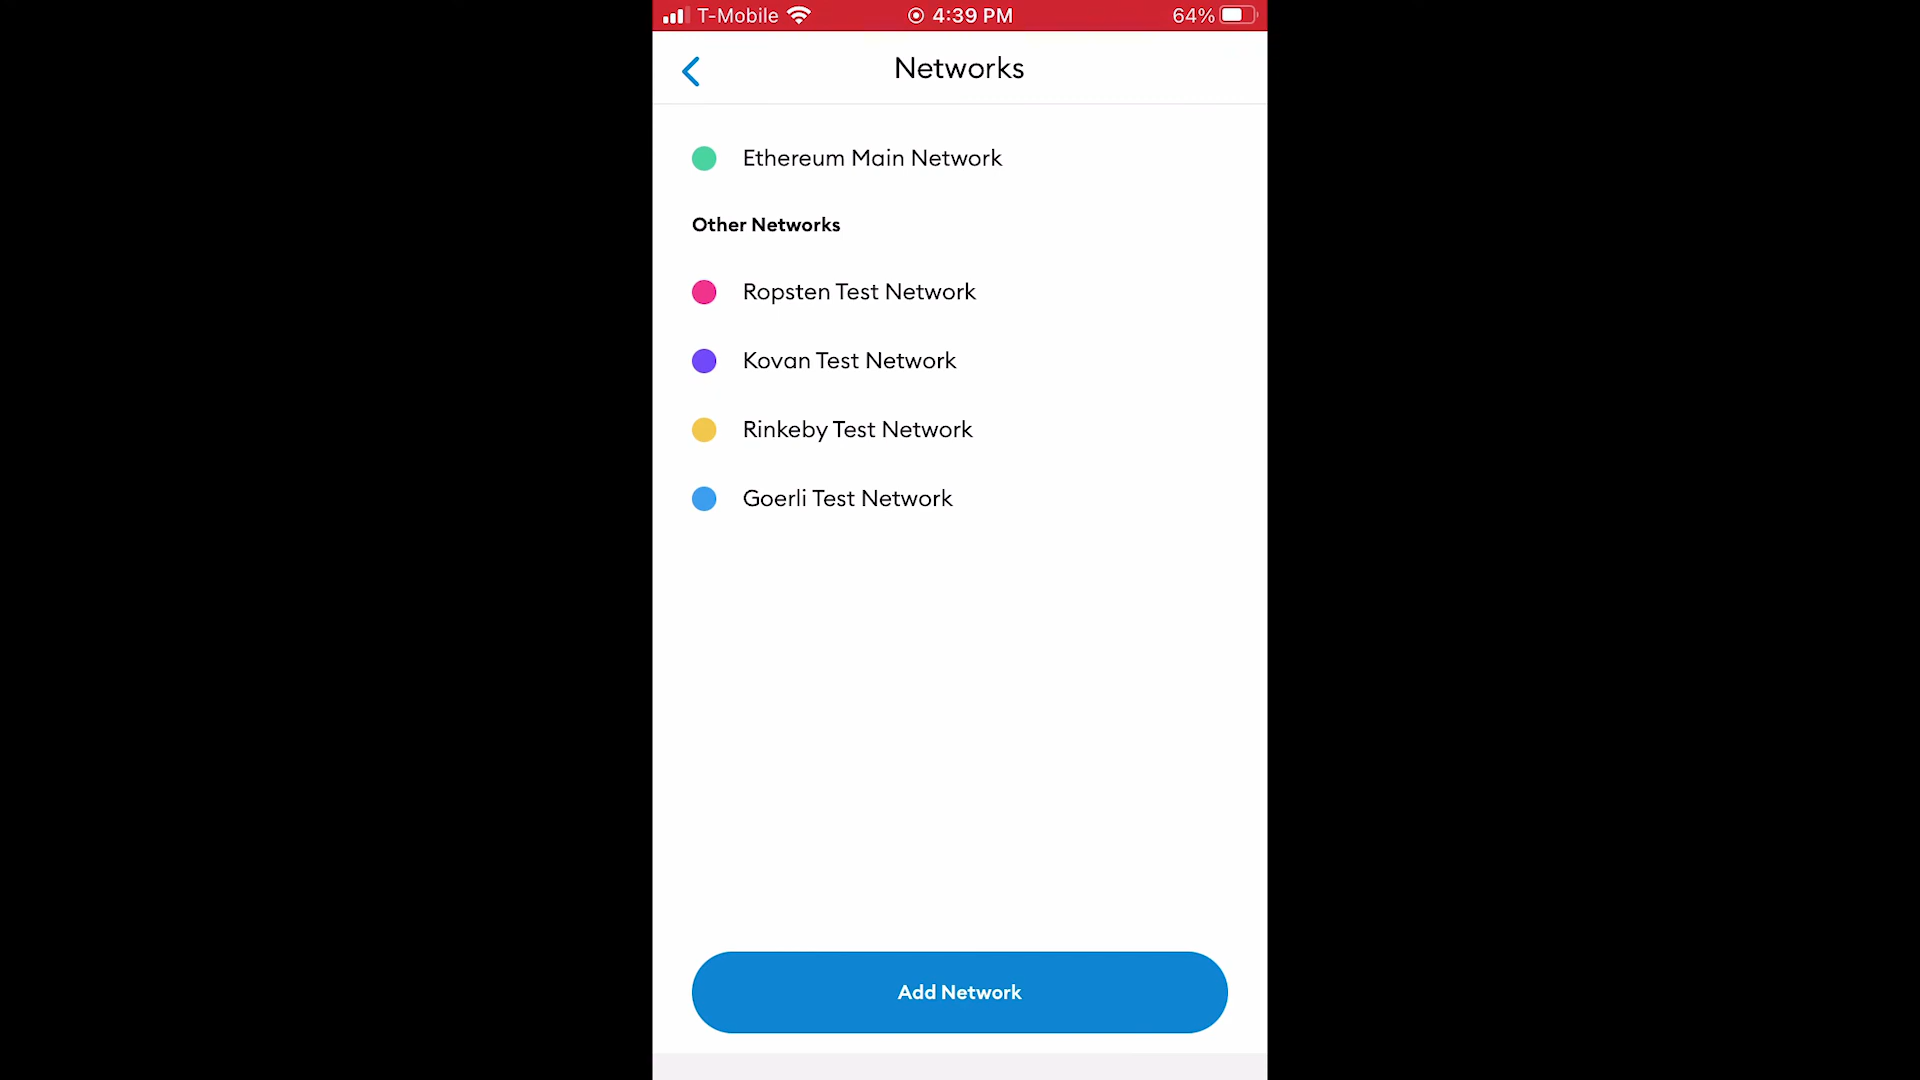 T-Mobile 4:39 PM 64%
Networks
Ethereum Main Network
Other Networks
Ropsten Test Network
Kovan Test Network
Rinkeby Test Network
Goerli Test Network
Add Network